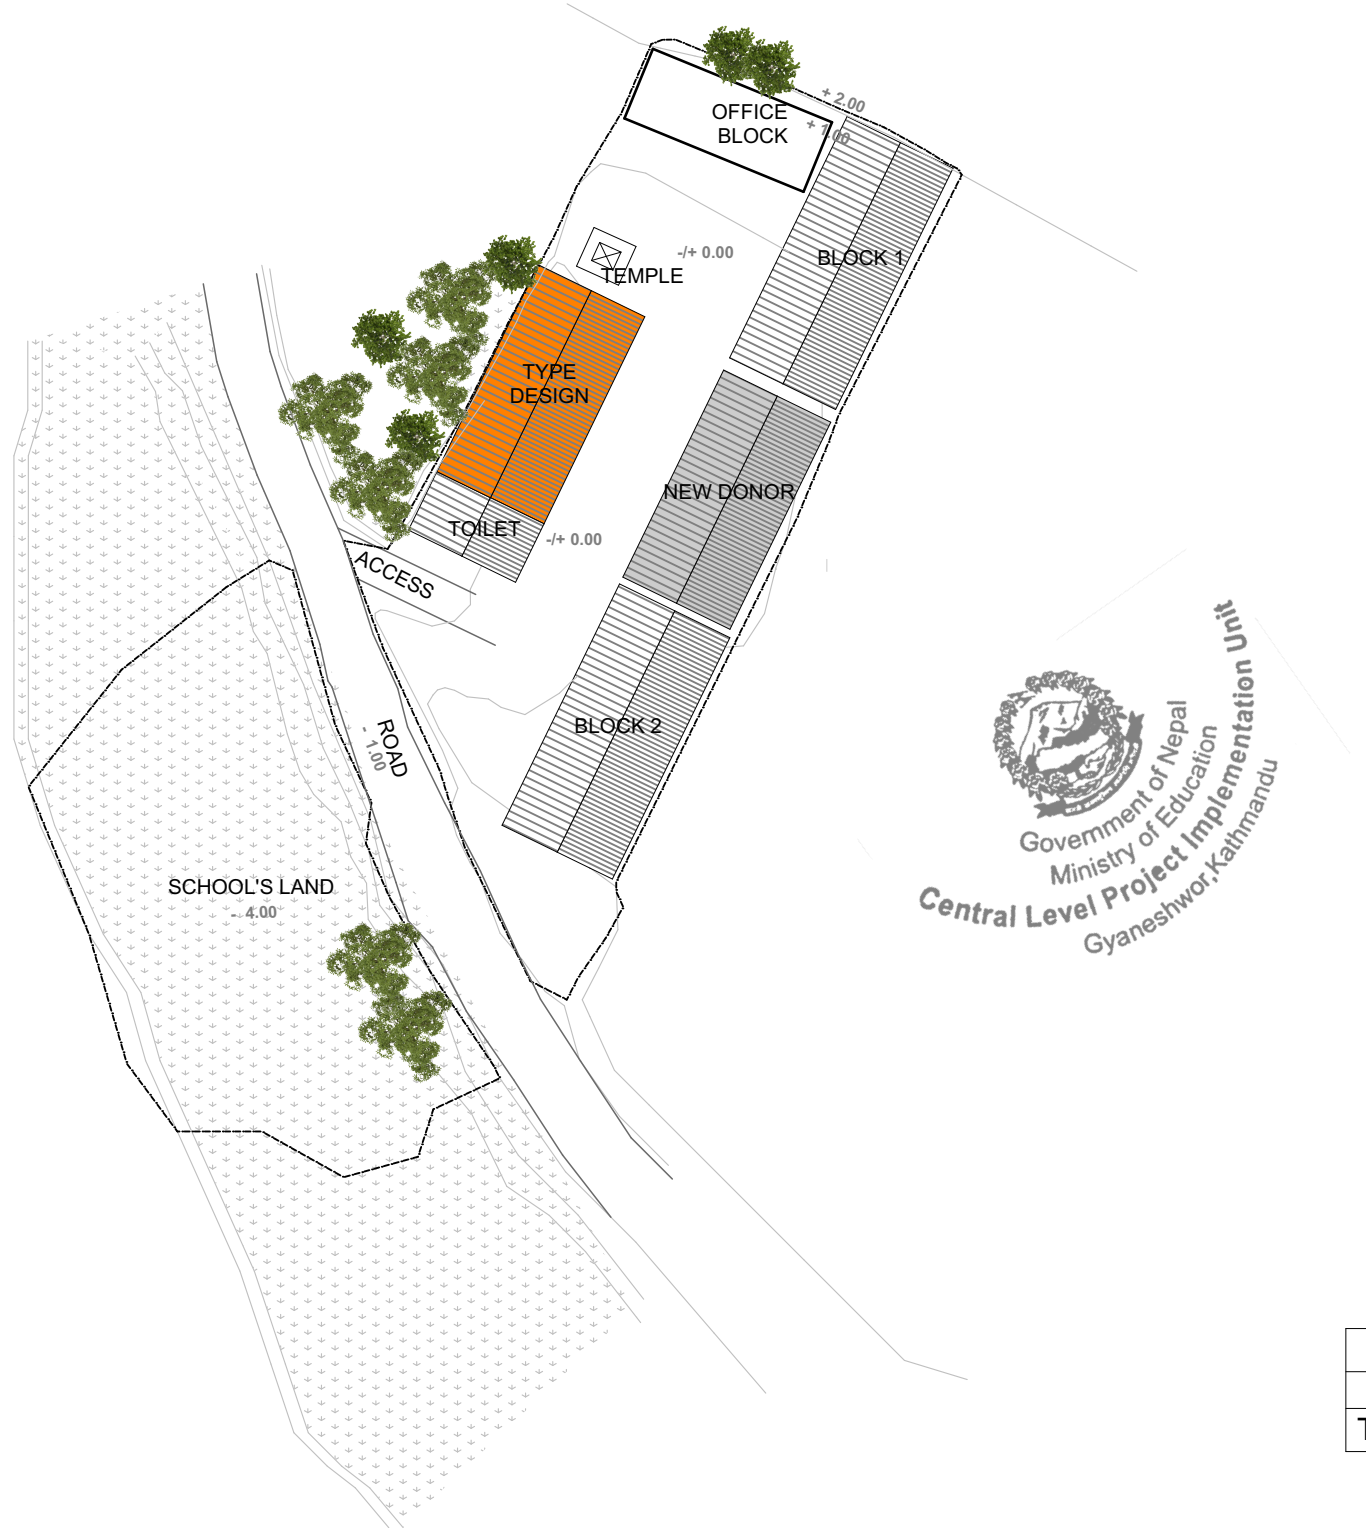 + 2.00
OFFICE
BLOCK
+ 1.00
-/+ 0.00
BLOCK 1
TEMPLE
TYPE
DESIGN
NEW DONOR
TOILET
-/+ 0.00
ACCESS
BLOCK 2
ROAD
- 1.00
SCHOOL'S LAND
- 4.00
Government of Nepal
Ministry of Education
Central Level Project Implementation Unit
Gyaneshwor,Kathmandu